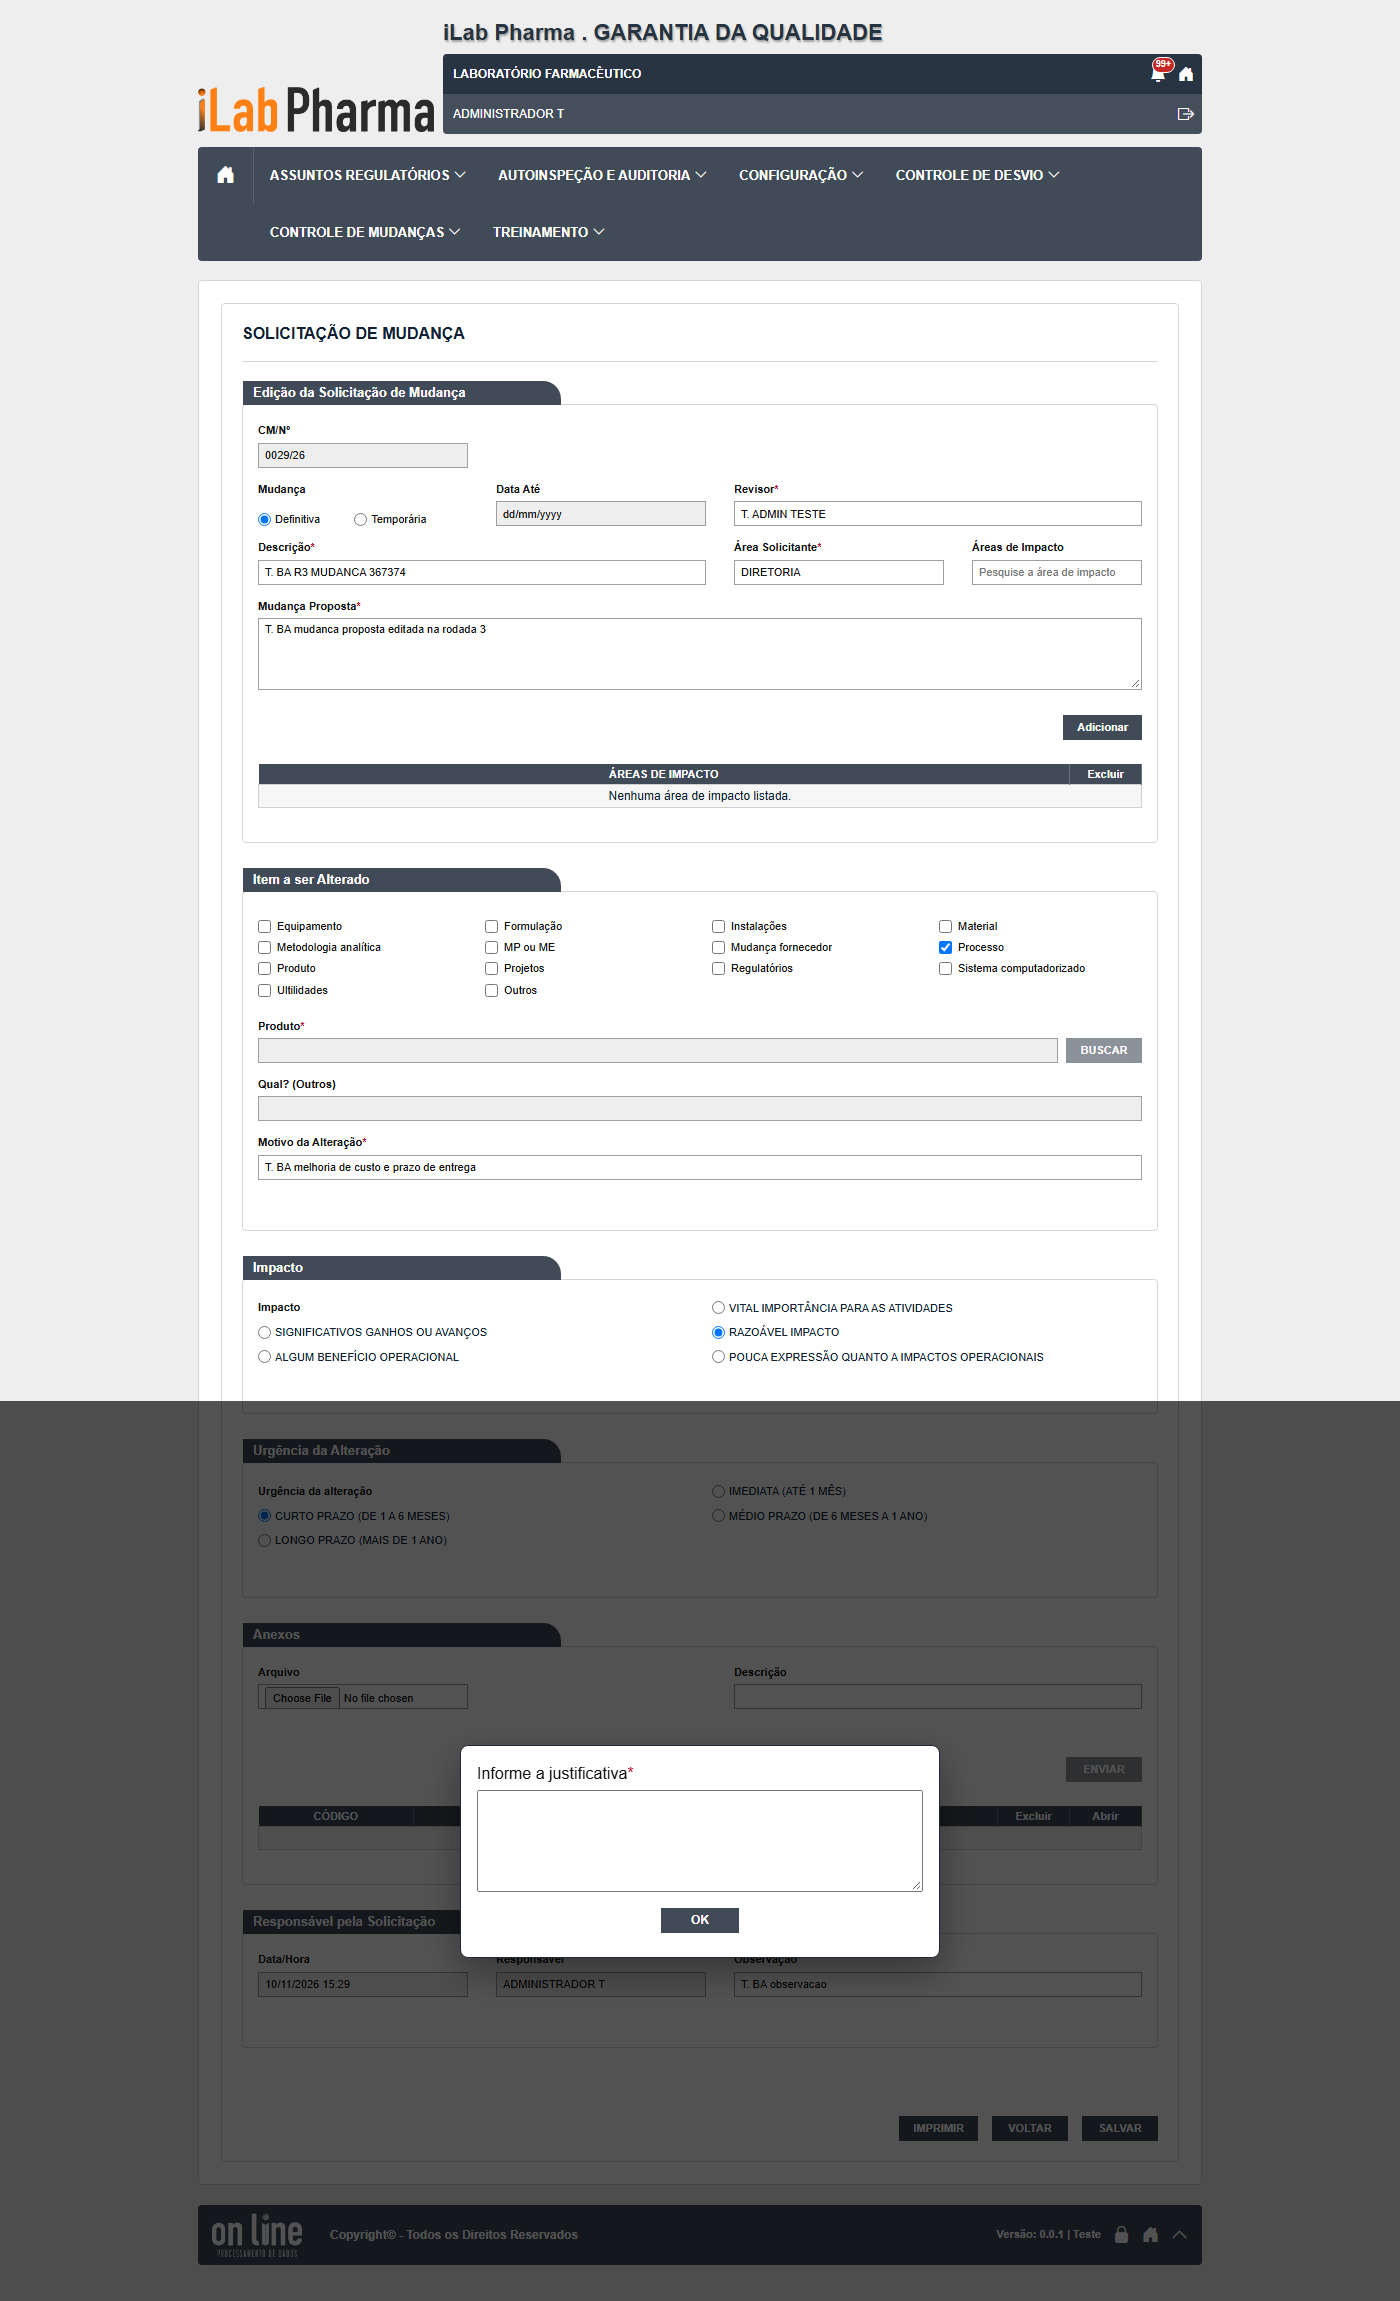 iLab Pharma . GARANTIA DA QUALIDADE
LABORATÓRIO FARMACÊUTICO
99+
iLab Pharma
ADMINISTRADOR T
ASSUNTOS REGULATÓRIOS
AUTOINSPEÇÃO E AUDITORIA
CONFIGURAÇÃO
CONTROLE DE DESVIO
CONTROLE DE MUDANÇAS
TREINAMENTO
SOLICITAÇÃO DE MUDANÇA
Edição da Solicitação de Mudança
CM/Nº
0029/26
Mudança
Data Até
Revisor*
Definitiva
Temporária
dd/mm/yyyy
T. ADMIN TESTE
Descrição*
Área Solicitante*
Áreas de Impacto
T. BA R3 MUDANCA 367374
DIRETORIA
Pesquise a área de impacto
Mudança Proposta*
T. BA mudanca proposta editada na rodada 3
Adicionar
ÁREAS DE IMPACTO
Excluir
Nenhuma área de impacto listada.
Item a ser Alterado
Equipamento
Formulação
Instalações
Material
Metodologia analítica
MP ou ME
Mudança fornecedor
Processo
Produto
Projetos
Regulatórios
Sistema computadorizado
Ultilidades
Outros
Produto*
BUSCAR
Qual? (Outros)
Motivo da Alteração*
T. BA melhoria de custo e prazo de entrega
Impacto
Impacto
VITAL IMPORTÂNCIA PARA AS ATIVIDADES
SIGNIFICATIVOS GANHOS OU AVANÇOS
RAZOÁVEL IMPACTO
ALGUM BENEFÍCIO OPERACIONAL
POUCA EXPRESSÃO QUANTO A IMPACTOS OPERACIONAIS
Urgência da Alteração
Urgência da alteração
IMEDIATA (ATÉ 1 MÊS)
CURTO PRAZO (DE 1 A 6 MESES)
MÉDIO PRAZO (DE 6 MESES A 1 ANO)
LONGO PRAZO (MAIS DE 1 ANO)
Anexos
Arquivo
Descrição
Choose File
No file chosen
ENVIAR
Informe a justificativa*
CÓDIGO
Excluir
Abrir
OK
Responsável pela Solicitação
Data/Hora
Responsável
Observação
10/11/2026 15:29
ADMINISTRADOR T
T. BA observacao
IMPRIMIR
VOLTAR
SALVAR
on line
PROCESSAMENTO DE DADOS
Copyright© - Todos os Direitos Reservados
Versão: 0.0.1 | Teste